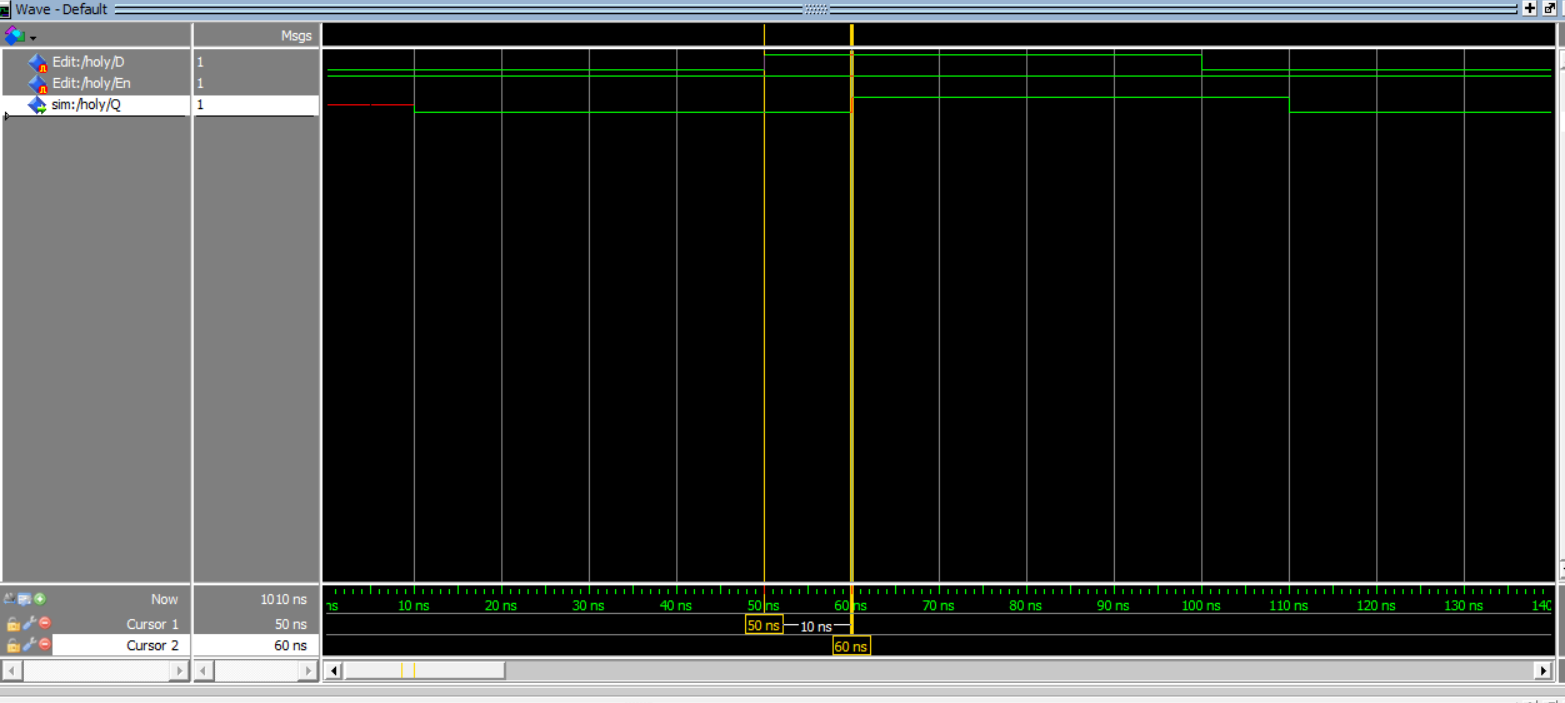 Wave - Default
Msgs
Edit:/holy/D 1
Edit:/holy/En 1
sim:/holy/Q 1
Now 1010 ns
ns 10 ns 20 ns 30 ns 40 ns 50 ns 60 ns 70 ns 80 ns 90 ns 100 ns 110 ns 120 ns 130 ns 140
Cursor 1 50 ns 50 ns 10 ns
Cursor 2 60 ns 60 ns